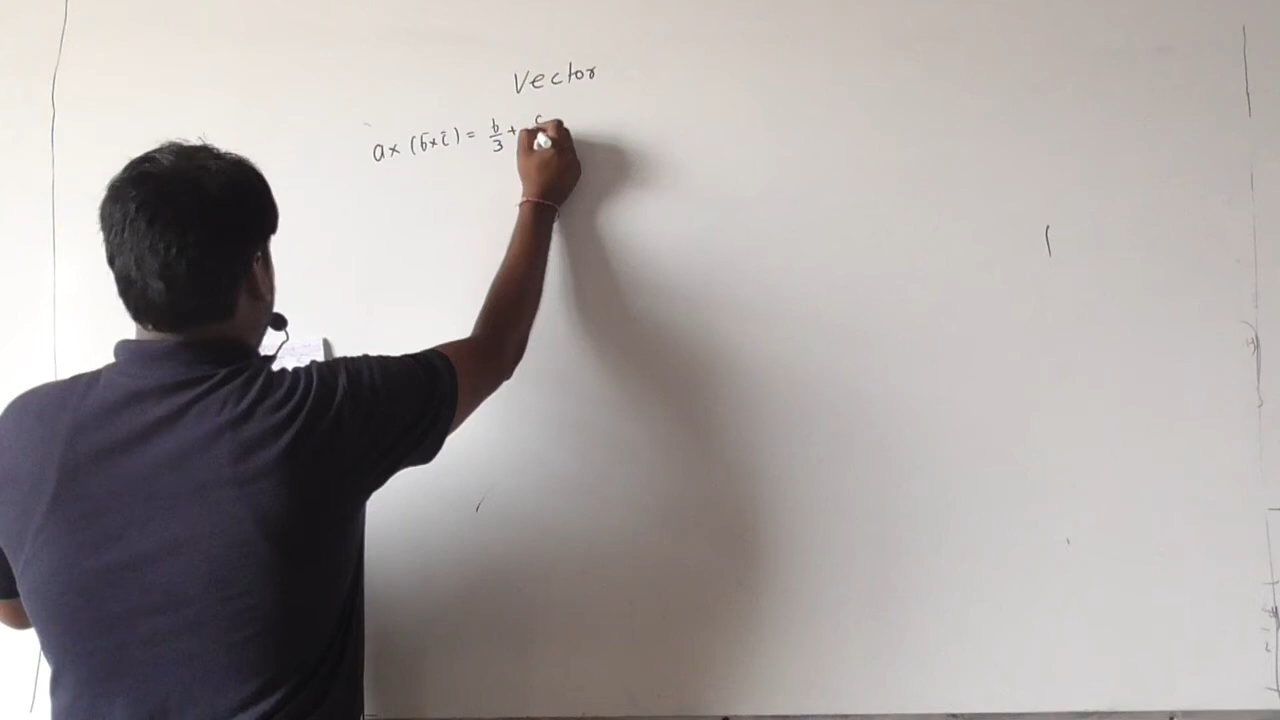 Vector
a × (b̄ × c̄) = b/3 + c